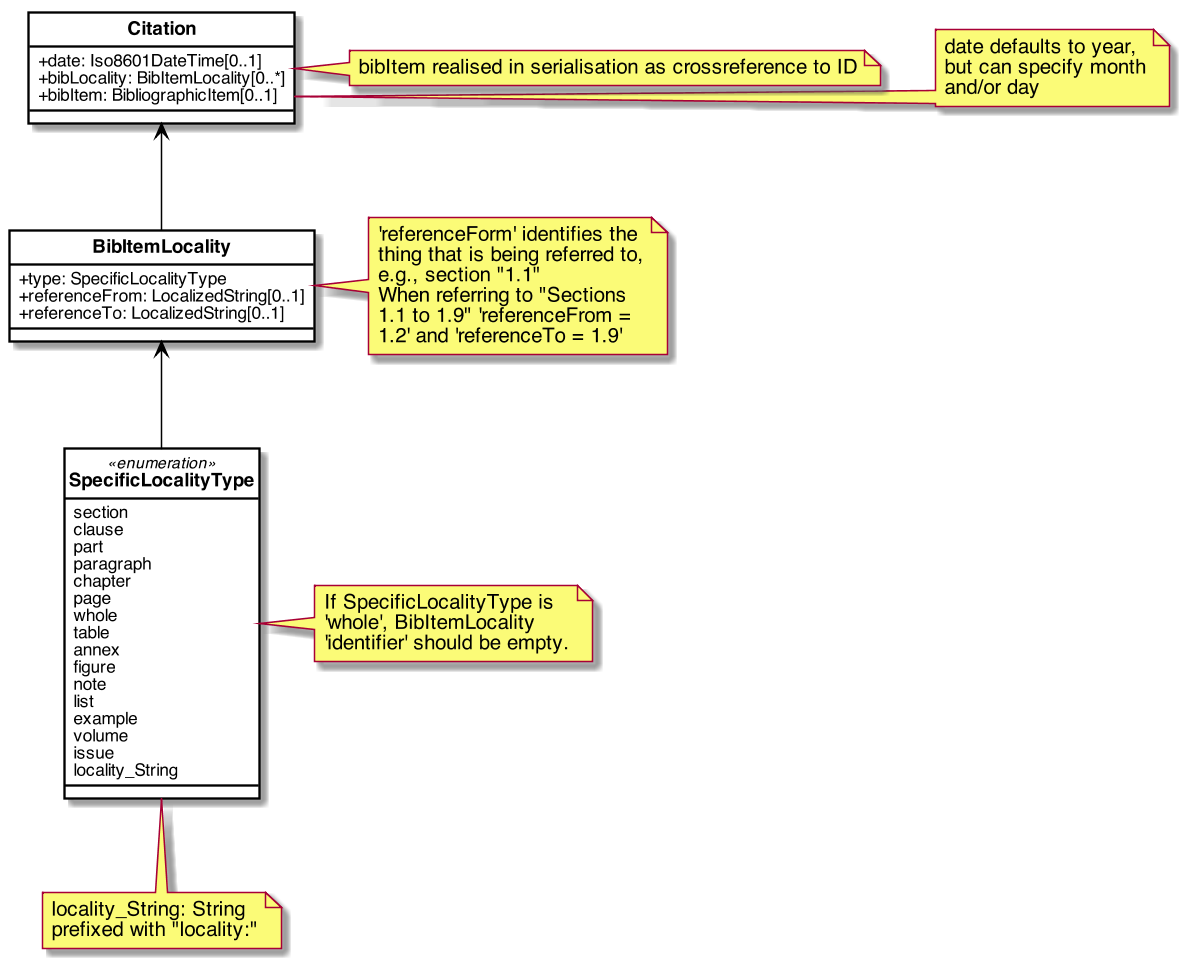 Citation
+date: Iso8601DateTime[0..1]
+bibLocality: BibItemLocality[0..*]
+bibItem: BibliographicItem[0..1]
bibItem realised in serialisation as crossreference to ID
date defaults to year,
but can specify month
and/or day
BibItemLocality
+type: SpecificLocalityType
+referenceFrom: LocalizedString[0..1]
+referenceTo: LocalizedString[0..1]
'referenceForm' identifies the
thing that is being referred to,
e.g., section "1.1"
When referring to "Sections
1.1 to 1.9" 'referenceFrom =
1.2' and 'referenceTo = 1.9'
«enumeration»
SpecificLocalityType
section
clause
part
paragraph
chapter
page
whole
table
annex
figure
note
list
example
volume
issue
locality_String
If SpecificLocalityType is
'whole', BibItemLocality
'identifier' should be empty.
locality_String: String
prefixed with "locality:"